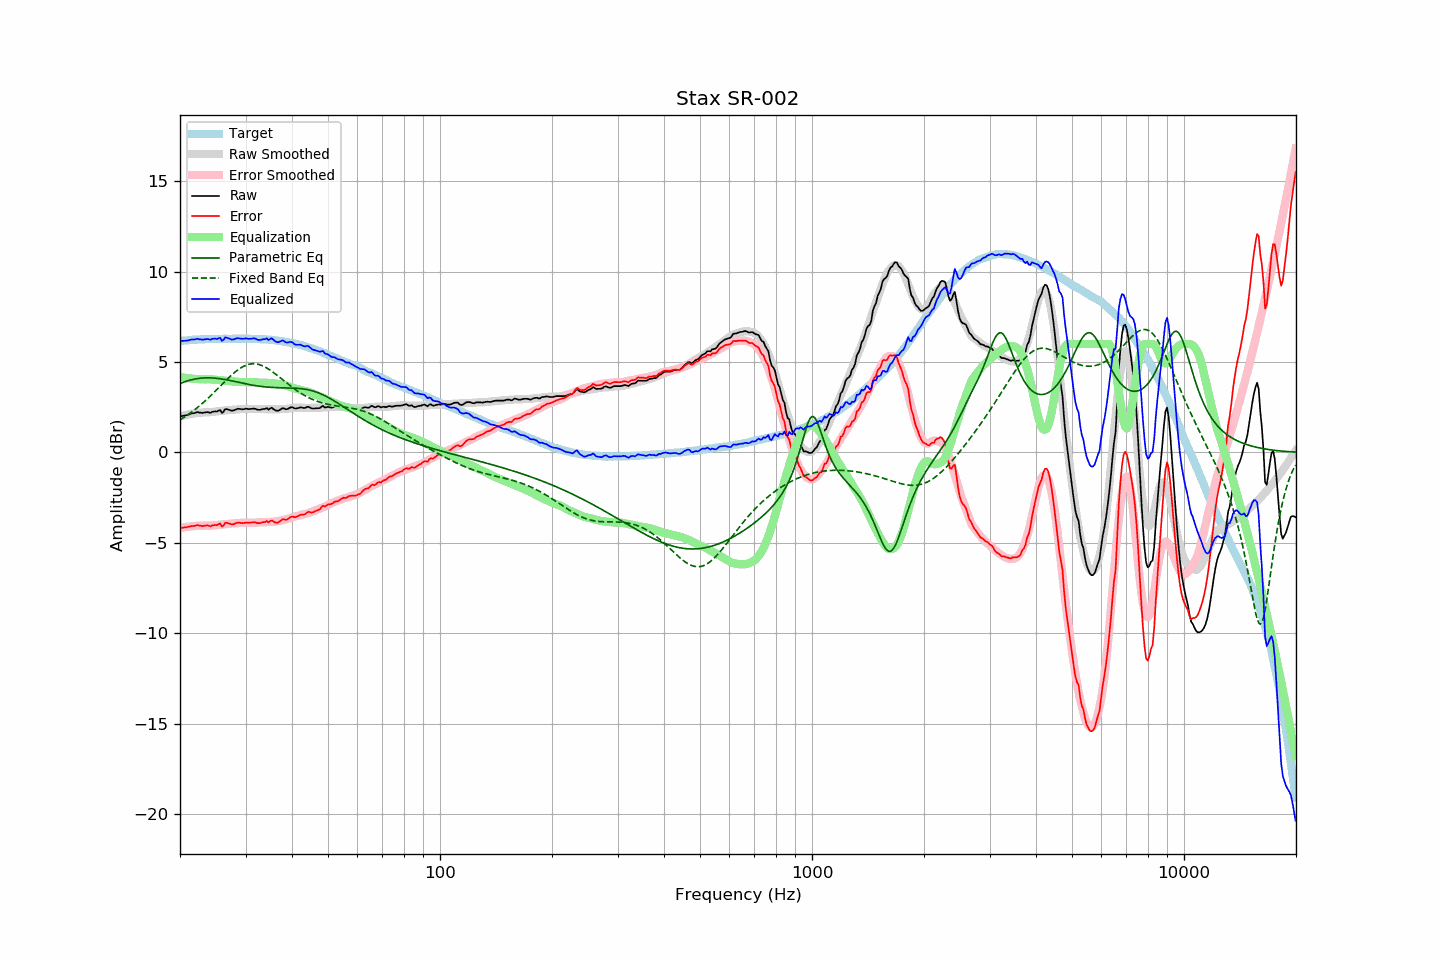 Stax SR-002
Target
Raw Smoothed
Error Smoothed
Raw
Error
Equalization
Parametric Eq
Fixed Band Eq
Equalized
15
10
5
0
−5
−10
−15
−20
Amplitude (dBr)
100
1000
10000
Frequency (Hz)